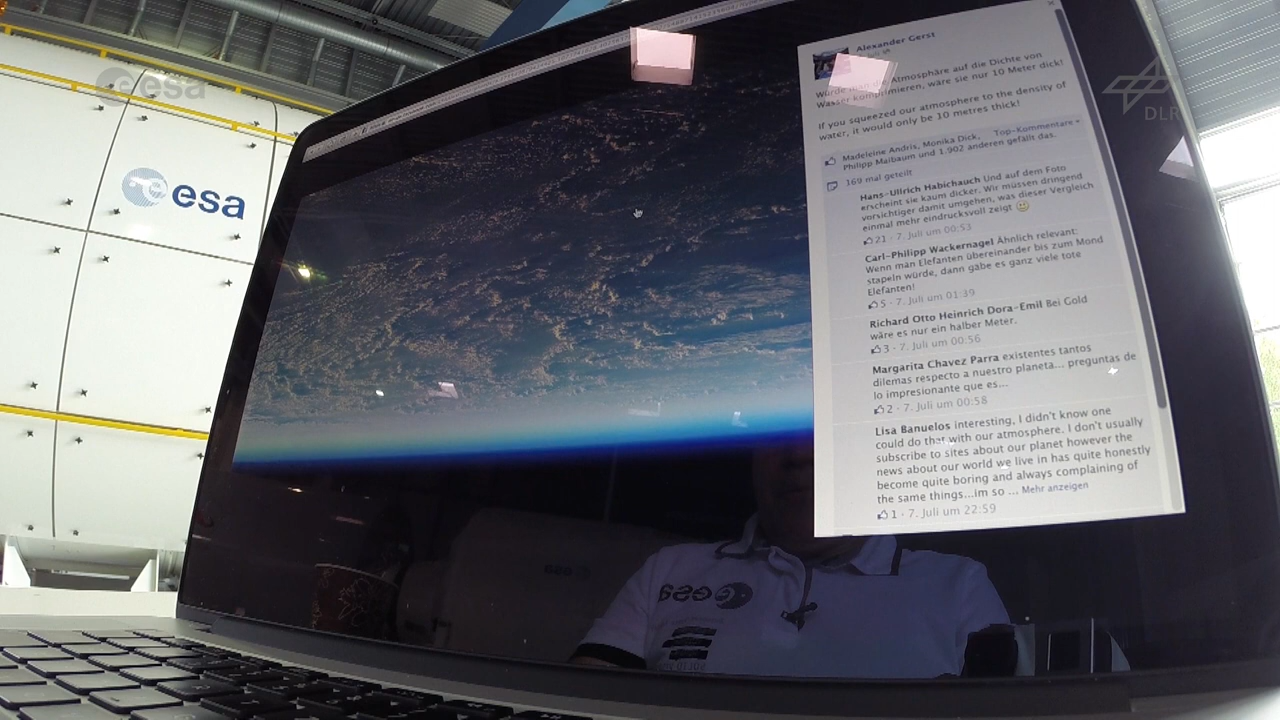 esa
esa
DLR
Alexander Gerst
Würde man die Atmosphäre auf die Dichte von
Wasser komprimieren, wäre sie nur 10 Meter dick!
If you squeezed our atmosphere to the density of
water, it would only be 10 metres thick!
Top-Kommentare
Madeleine Andris, Monika Dick,
Philipp Maibaum und 1.902 anderen gefällt das.
169 mal geteilt
Hans-Ullrich Habichauch Und auf dem Foto
erscheint sie kaum dicker. Wir müssen dringend
vorsichtiger damit umgehen, was dieser Vergleich
einmal mehr eindrucksvoll zeigt
21 · 7. Juli um 00:53
Carl-Philipp Wackernagel Ähnlich relevant:
Wenn man Elefanten übereinander bis zum Mond
stapeln würde, dann gäbe es ganz viele tote
Elefanten!
5 · 7. Juli um 01:39
Richard Otto Heinrich Dora-Emil Bei Gold
wäre es nur ein halber Meter.
3 · 7. Juli um 00:56
Margarita Chavez Parra existentes tantos
dilemas respecto a nuestro planeta... preguntas de
lo impresionante que es...
2 · 7. Juli um 00:58
Lisa Banuelos interesting, I didn't know one
could do that with our atmosphere. I don't usually
subscribe to sites about our planet however the
news about our world we live in has quite honestly
become quite boring and always complaining of
the same things...im so ... Mehr anzeigen
1 · 7. Juli um 22:59
esa